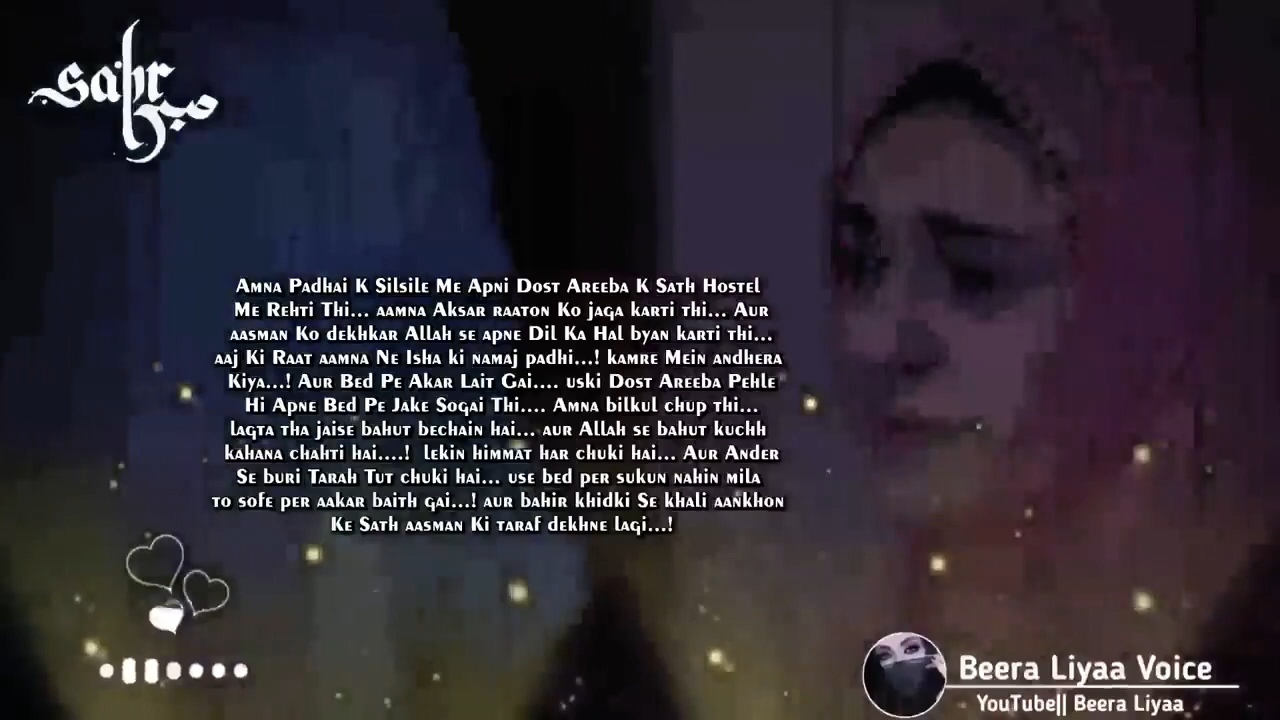 sabr
صبر
Amna Padhai K Silsile Me Apni Dost Areeba K Sath Hostel
Me Rehti Thi... aamna Aksar raaton Ko jaga karti thi... Aur
aasman Ko dekhkar Allah se apne Dil Ka Hal byan karti thi...
aaj Ki Raat aamna Ne Isha ki namaj padhi...! kamre Mein andhera
Kiya...! Aur Bed Pe Akar Lait Gai.... uski Dost Areeba Pehle
Hi Apne Bed Pe Jake Sogai Thi.... Amna bilkul chup thi...
lagta tha jaise bahut bechain hai... aur Allah se bahut kuchh
kahana chahti hai....! lekin himmat har chuki hai... Aur Ander
Se buri Tarah Tut chuki hai... use bed per sukun nahin mila
to sofe per aakar baith gai...! aur bahir khidki Se khali aankhon
Ke Sath aasman Ki taraf dekhne lagi...!
Beera Liyaa Voice
YouTube|| Beera Liyaa